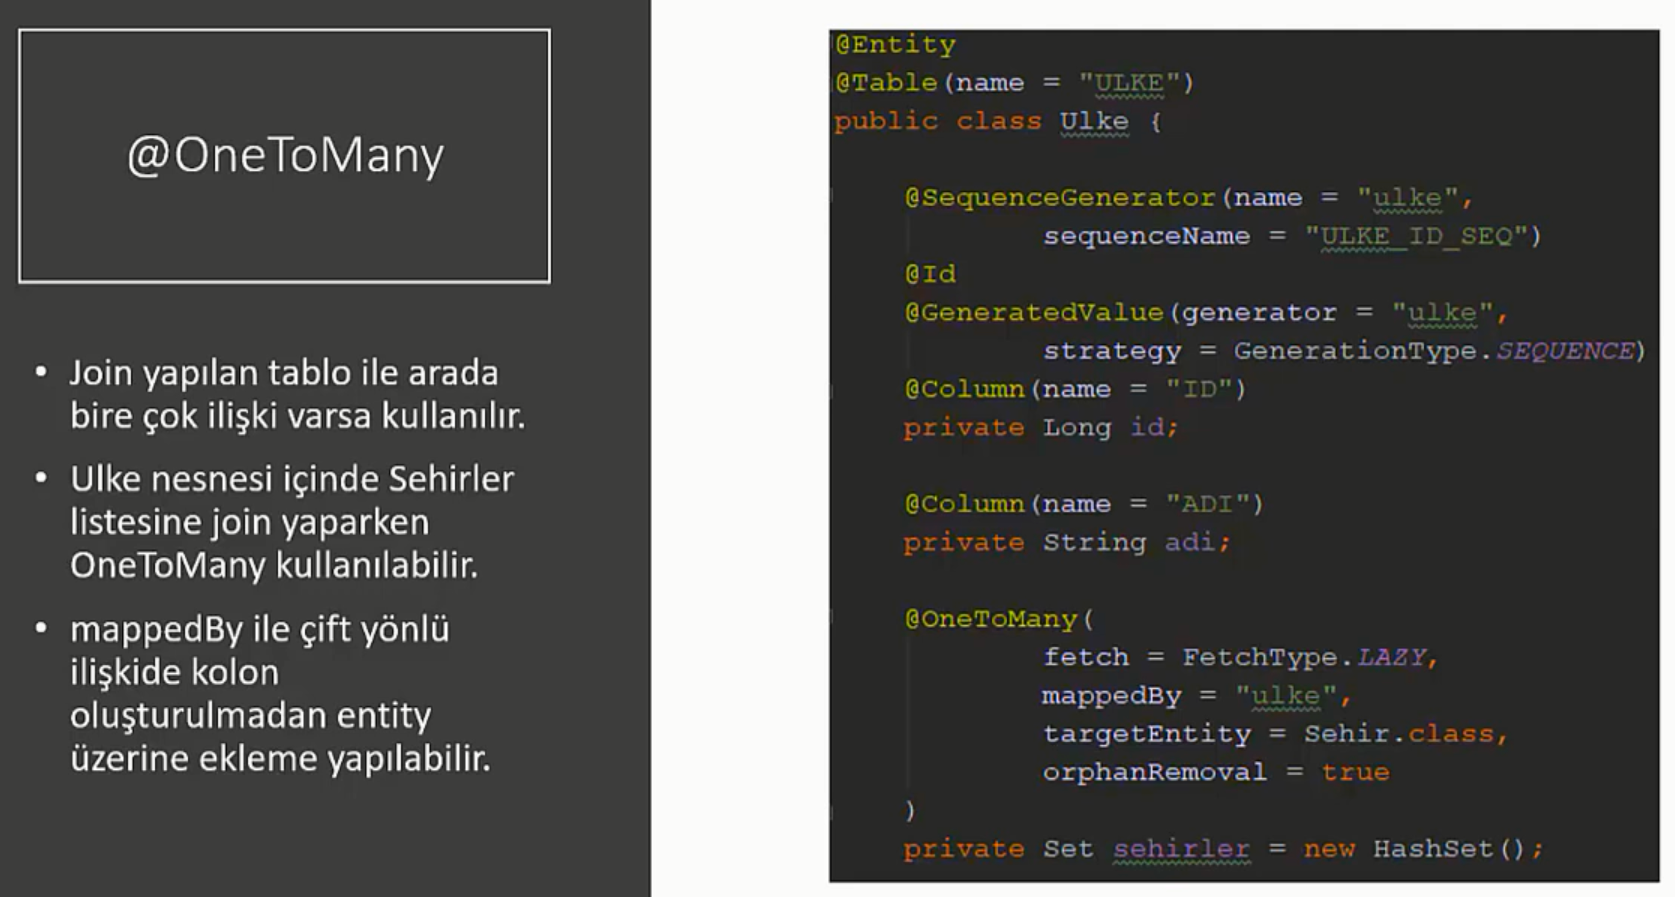 @OneToMany
• Join yapılan tablo ile arada
bire çok ilişki varsa kullanılır.
• Ulke nesnesi içinde Sehirler
listesine join yaparken
OneToMany kullanılabilir.
• mappedBy ile çift yönlü
ilişkide kolon
oluşturulmadan entity
üzerine ekleme yapılabilir.
@Entity
@Table(name = "ULKE")
public class Ulke {
@SequenceGenerator(name = "ulke",
sequenceName = "ULKE_ID_SEQ")
@Id
@GeneratedValue(generator = "ulke",
strategy = GenerationType.SEQUENCE)
@Column(name = "ID")
private Long id;
@Column(name = "ADI")
private String adi;
@OneToMany(
fetch = FetchType.LAZY,
mappedBy = "ulke",
targetEntity = Sehir.class,
orphanRemoval = true
)
private Set sehirler = new HashSet();